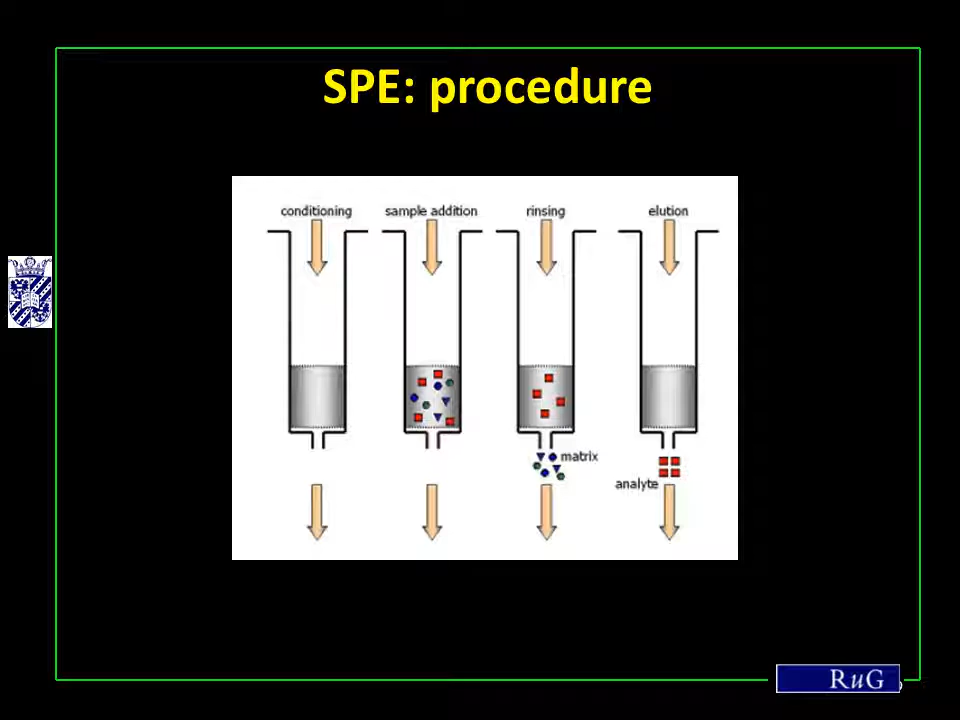 SPE: procedure
conditioning sample addition rinsing elution
matrix
analyte
RuG